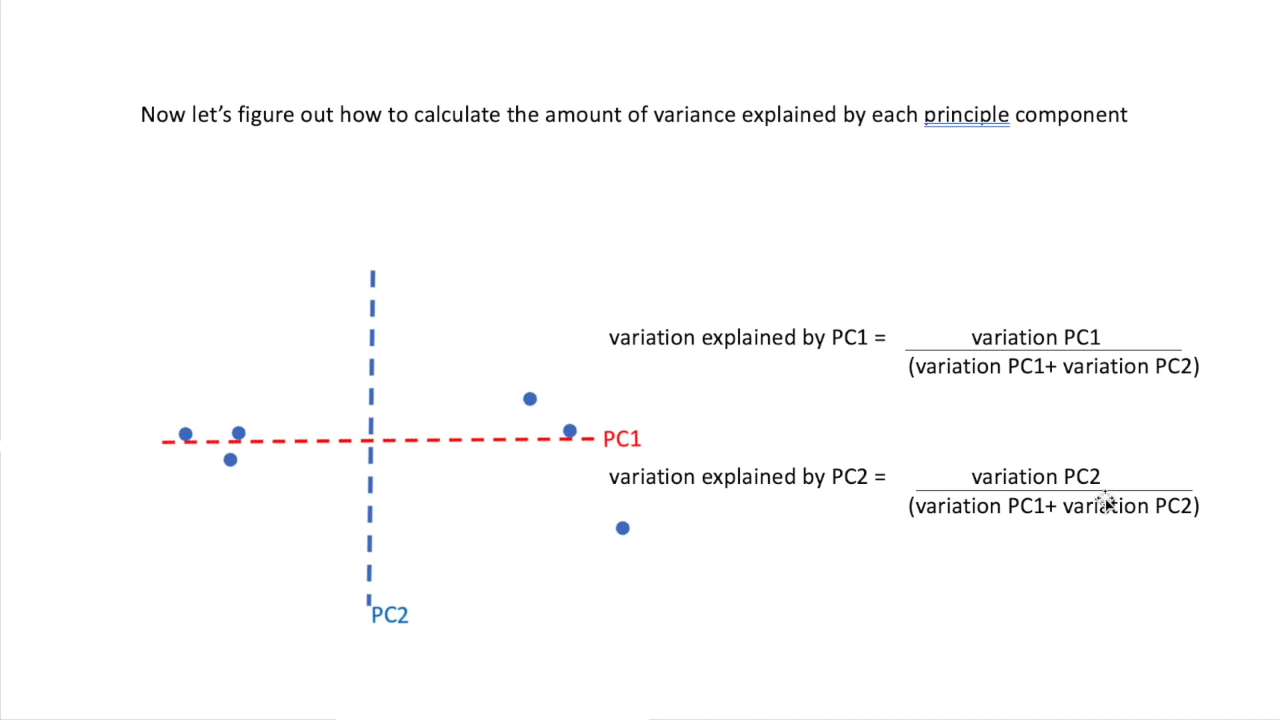 Now let’s figure out how to calculate the amount of variance explained by each principle component
variation explained by PC1 =
variation PC1
(variation PC1+ variation PC2)
PC1
variation explained by PC2 =
variation PC2
(variation PC1+ variation PC2)
PC2